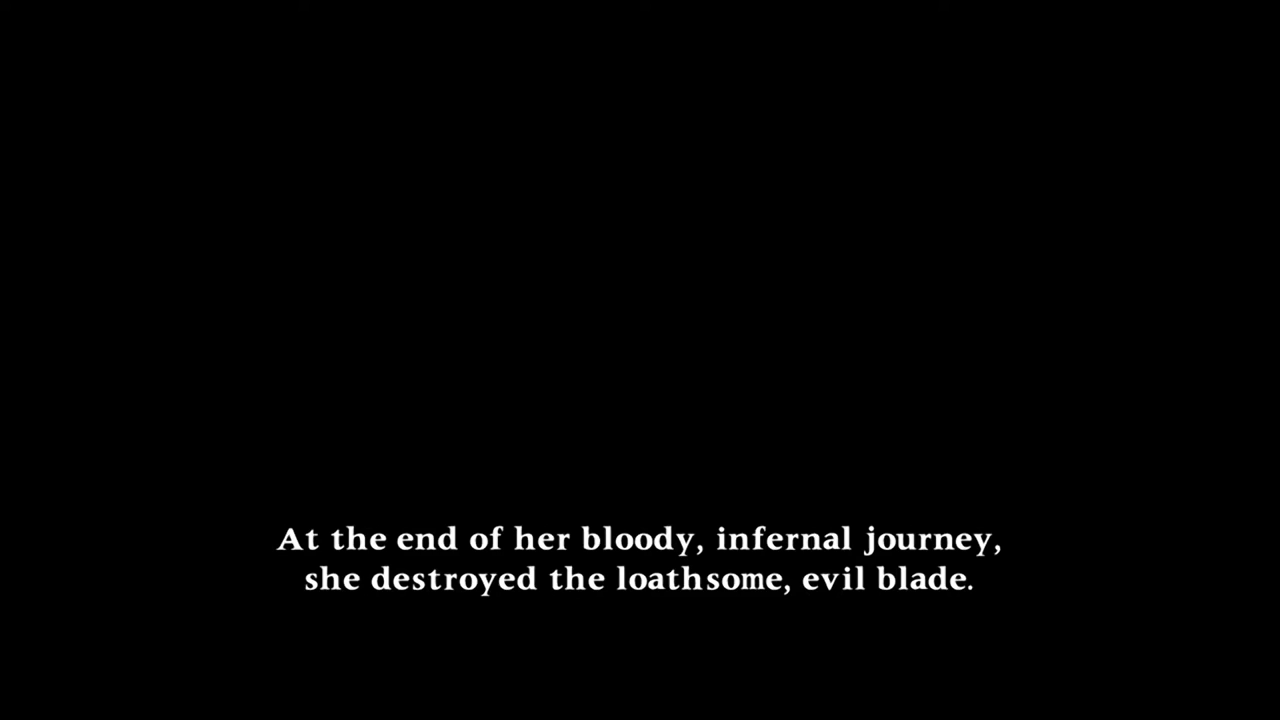 At the end of her bloody, infernal journey,
she destroyed the loathsome, evil blade.